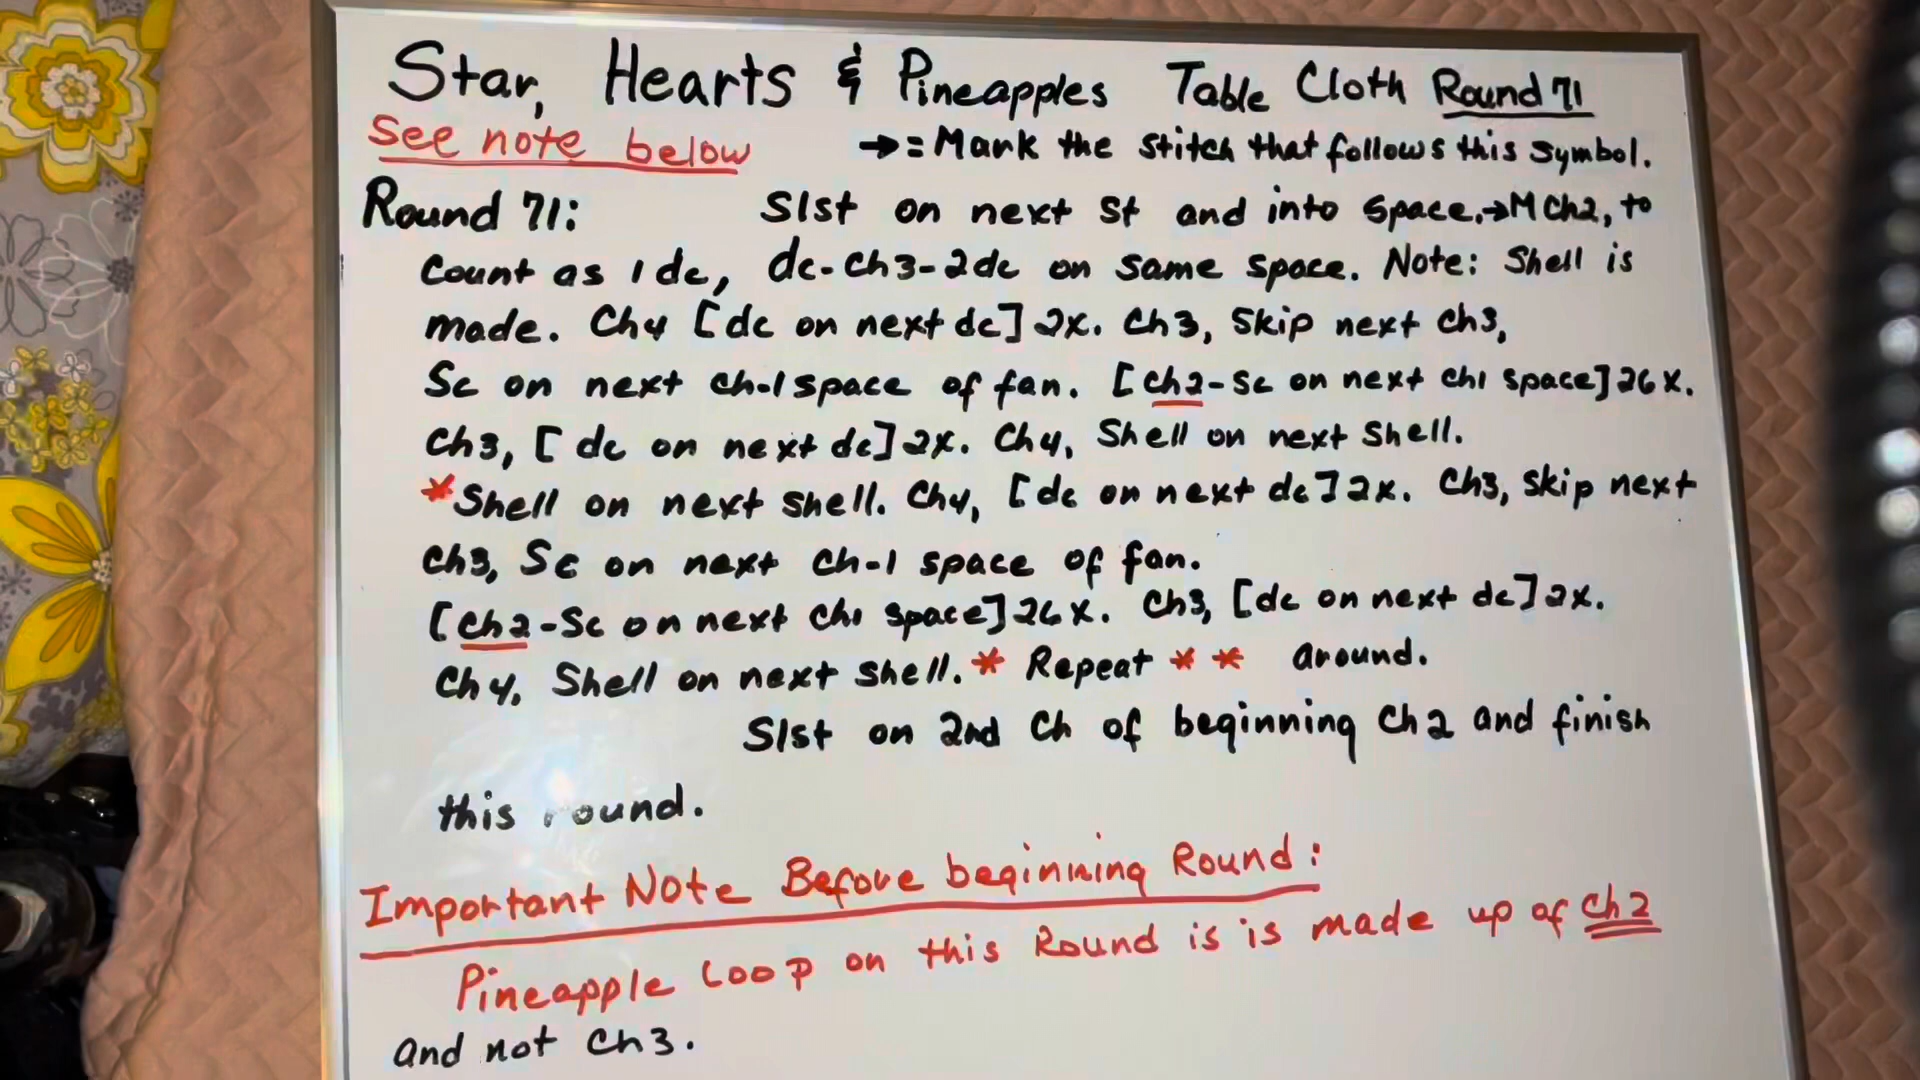 Star, Hearts & Pineapples Table Cloth Round 71
See note below →= Mark the stitch that follows this symbol.
Round 71: Slst on next st and into space.→M Ch2, to
Count as 1 dc, dc-Ch3-2dc on same space. Note: Shell is
made. Ch4 [dc on next dc] 2x. Ch3, Skip next Ch3,
Sc on next ch-1 space of fan. [Ch2-Sc on next ch1 space] 26x.
Ch3, [dc on next dc] 2x. Ch4, Shell on next Shell.
*Shell on next shell. Ch4, [dc on next dc] 2x. Ch3, skip next
Ch3, Sc on next Ch-1 space of fan.
[Ch2-Sc on next Ch1 space] 26x. Ch3, [dc on next dc] 2x.
Ch4, Shell on next shell. * Repeat * * around.
Slst on 2nd Ch of beginning Ch2 and finish
this round.
Important Note Before beginning Round:
Pineapple Loop on this Round is is made up of Ch2
and not Ch3.